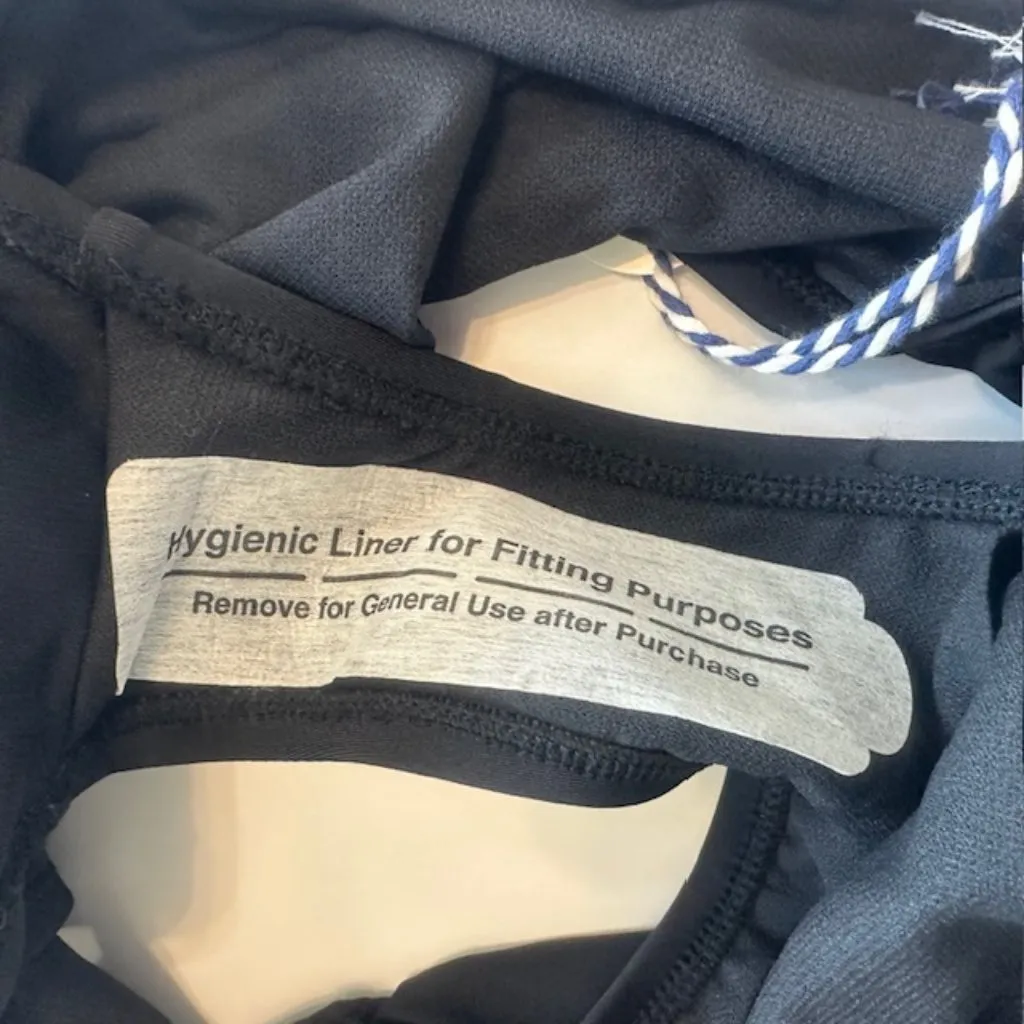 Hygienic Liner for Fitting Purposes
Remove for General Use after Purchase